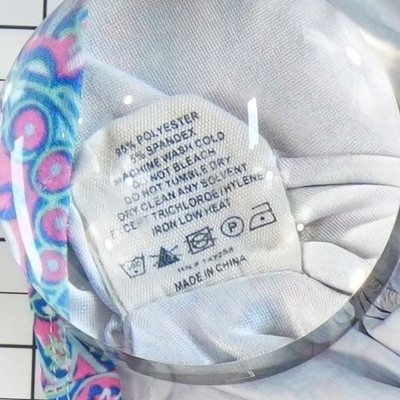 95% POLYESTER
5% SPANDEX
MACHINE WASH COLD
DO NOT BLEACH
DO NOT TUMBLE DRY
DRY CLEAN ANY SOLVENT
EXCEPT TRICHLOROETHYLENE
IRON LOW HEAT
P
RN #
MADE IN CHINA